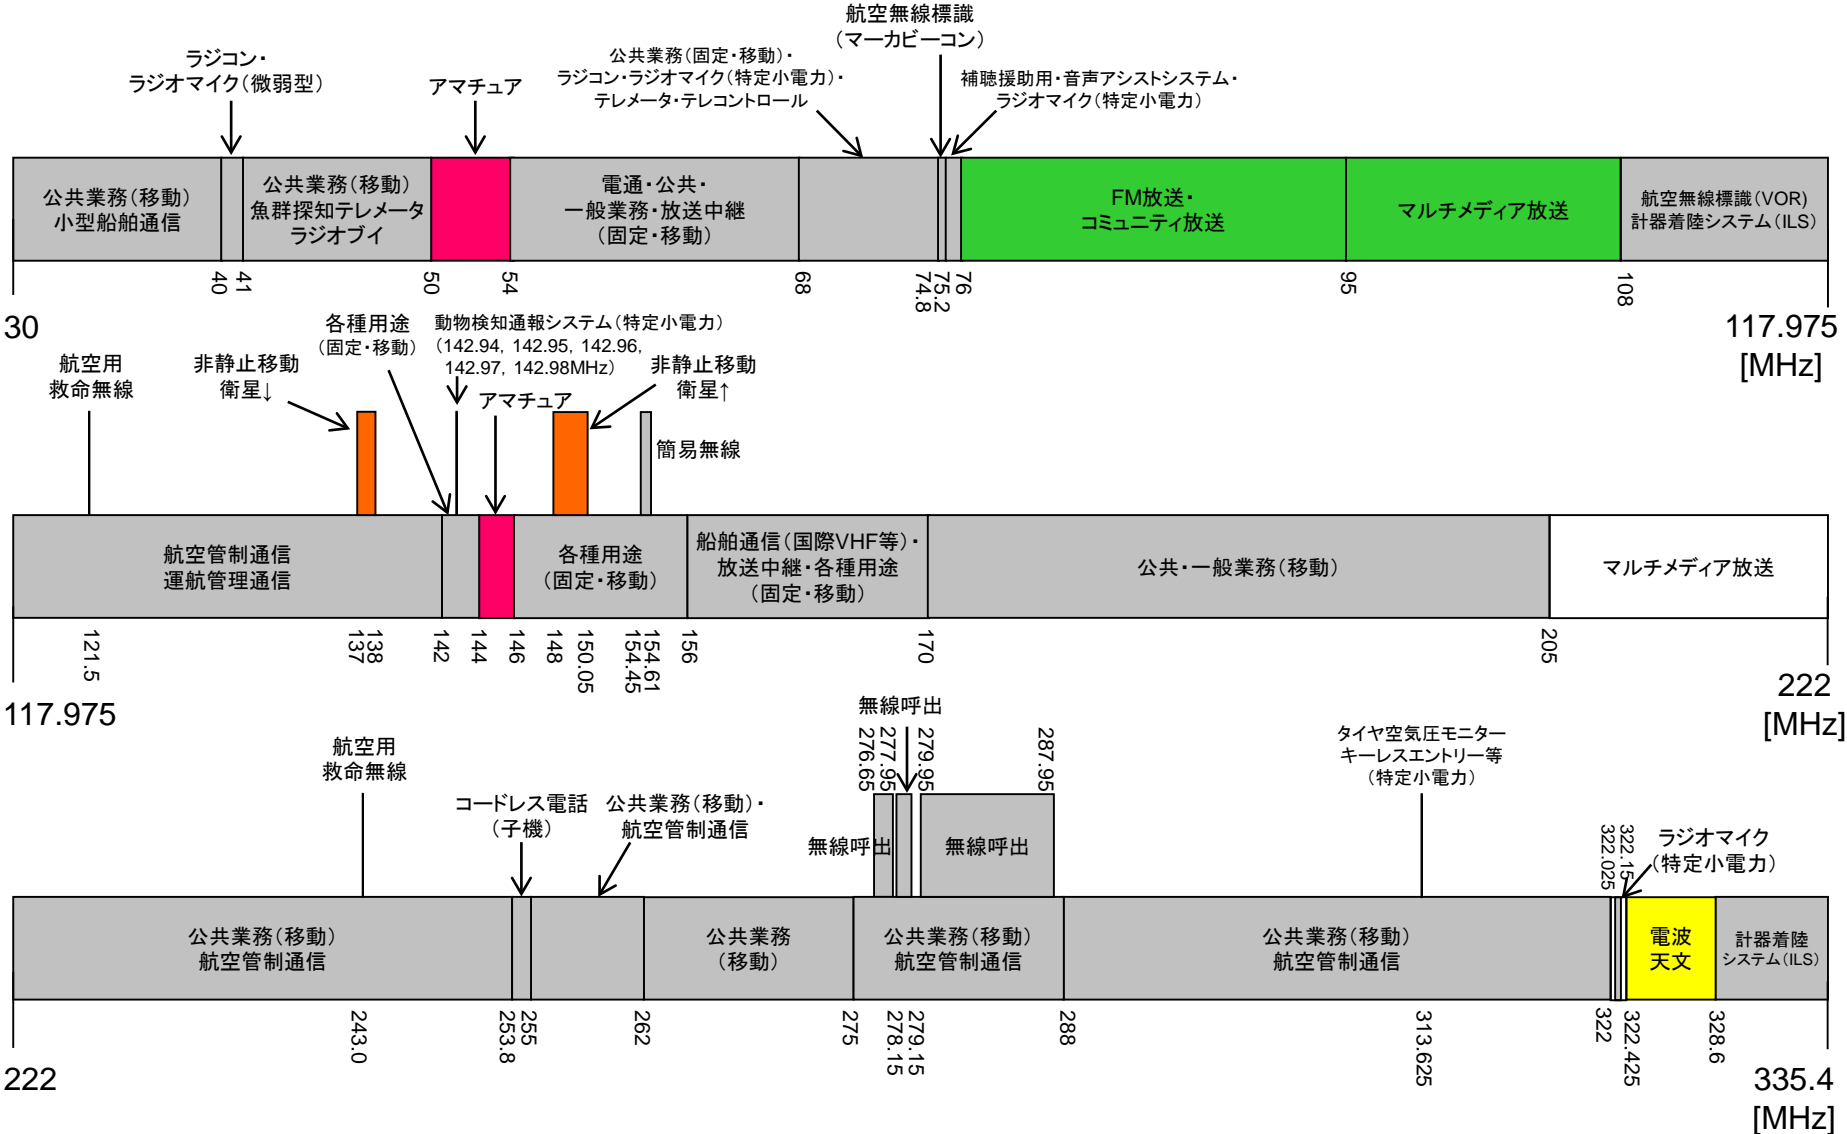 航空無線標識
（マーカビーコン）
ラジコン・
ラジオマイク（微弱型）
アマチュア
公共業務（固定・移動）・
ラジコン・ラジオマイク（特定小電力）・
テレメータ・テレコントロール
補聴援助用・音声アシストシステム・
ラジオマイク（特定小電力）
公共業務（移動）
小型船舶通信
公共業務（移動）
魚群探知テレメータ
ラジオブイ
電通・公共・
一般業務・放送中継
（固定・移動）
FM放送・
コミュニティ放送
マルチメディア放送
航空無線標識（VOR）
計器着陸システム（ILS）
40
41
50
54
68
74.8
75.2
76
95
108
30
117.975
[MHz]
航空用
救命無線
非静止移動
衛星↓
各種用途
（固定・移動）
動物検知通報システム（特定小電力）
（142.94, 142.95, 142.96,
142.97, 142.98MHz）
アマチュア
非静止移動
衛星↑
簡易無線
航空管制通信
運航管理通信
各種用途
（固定・移動）
船舶通信（国際VHF等）・
放送中継・各種用途
（固定・移動）
公共・一般業務（移動）
マルチメディア放送
121.5
137
138
142
144
146
148
150.05
154.45
154.61
156
170
205
117.975
222
[MHz]
航空用
救命無線
コードレス電話
（子機）
公共業務（移動）・
航空管制通信
無線呼出
276.65
277.95
279.95
287.95
無線呼出
無線呼出
タイヤ空気圧モニター
キーレスエントリー等
（特定小電力）
322.025
322.15
ラジオマイク
（特定小電力）
公共業務（移動）
航空管制通信
公共業務
（移動）
公共業務（移動）
航空管制通信
公共業務（移動）
航空管制通信
電波
天文
計器着陸
システム（ILS）
243.0
253.8
255
262
275
278.15
279.15
288
313.625
322
322.425
328.6
222
335.4
[MHz]